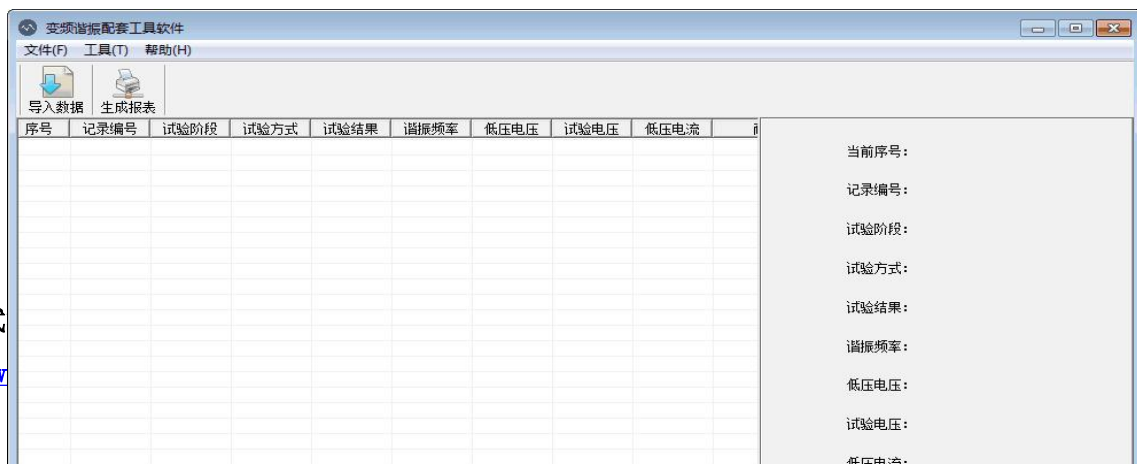 变频谐振配套工具软件
文件(F) 工具(T) 帮助(H)
导入数据 生成报表
序号 记录编号 试验阶段 试验方式 试验结果 谐振频率 低压电压 试验电压 低压电流
当前序号:
记录编号:
试验阶段:
试验方式:
试验结果:
谐振频率:
低压电压:
试验电压:
低压电流: